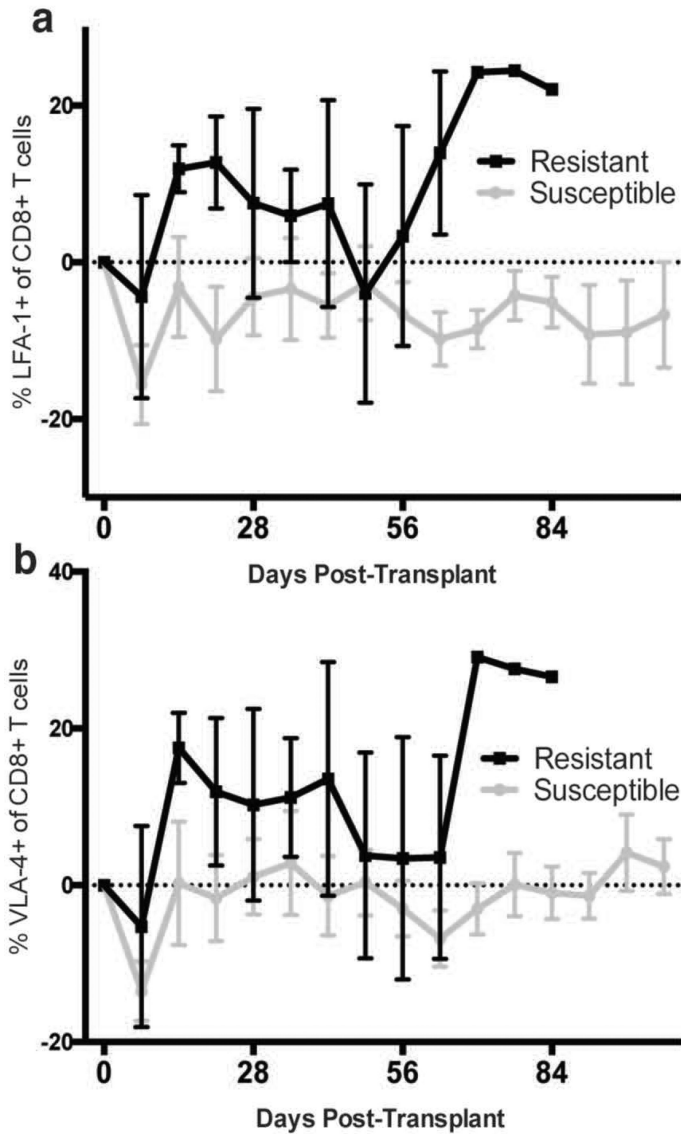 a
20
0
-20
% LFA-1+ of CD8+ T cells
Resistant
Susceptible
0 28 56 84
Days Post-Transplant
b
40
20
0
-20
% VLA-4+ of CD8+ T cells
Resistant
Susceptible
0 28 56 84
Days Post-Transplant